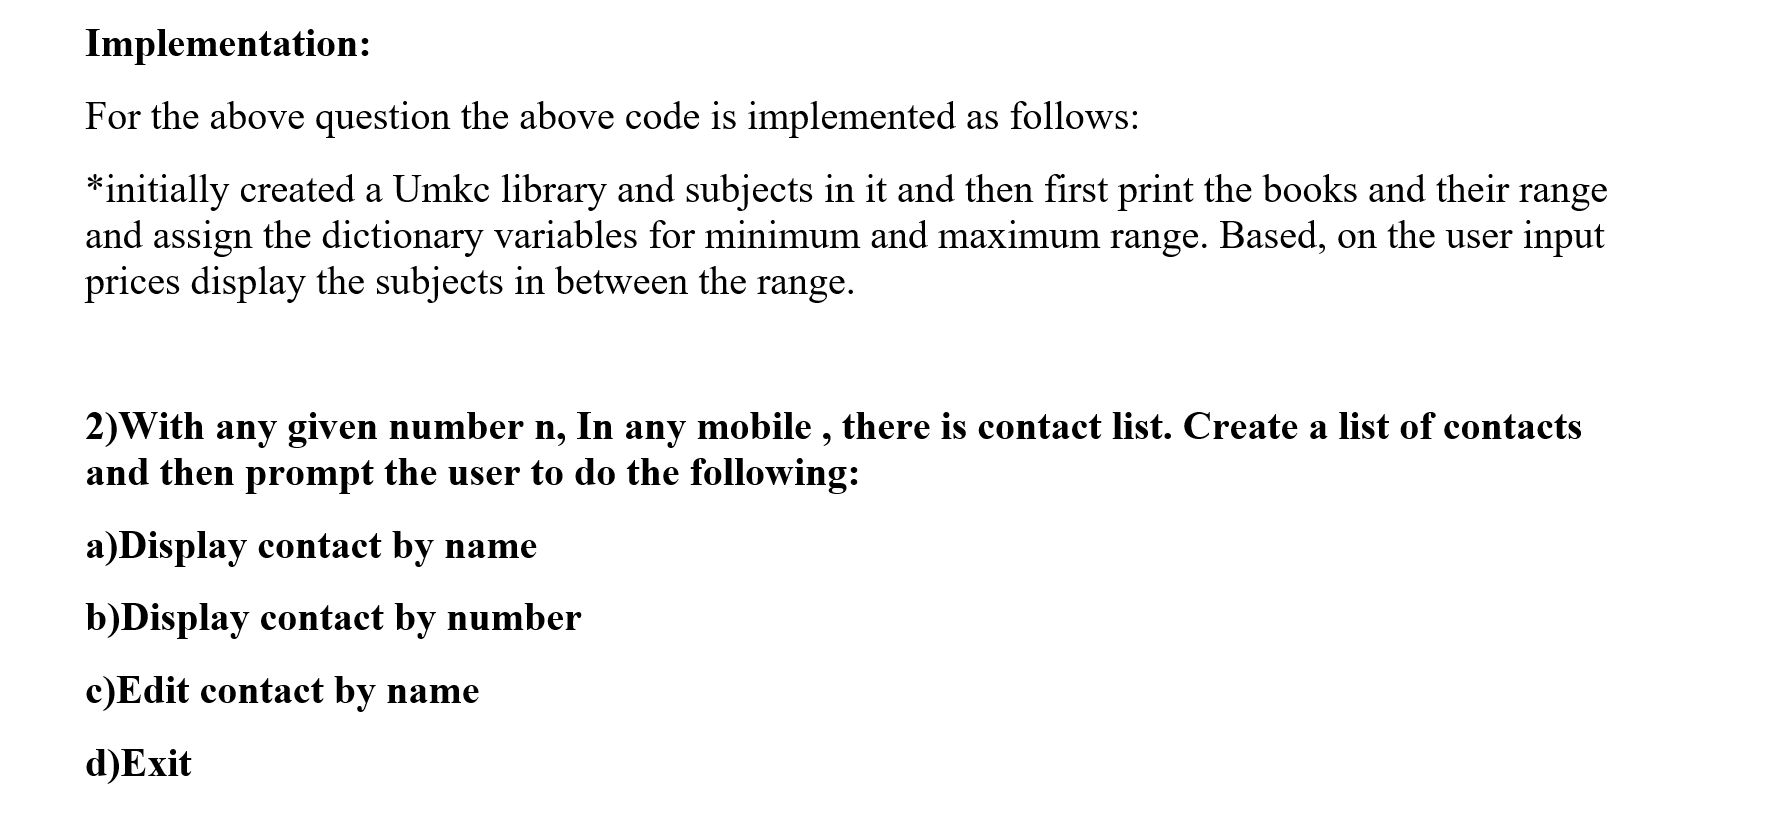 Implementation:
For the above question the above code is implemented as follows:
*initially created a Umkc library and subjects in it and then first print the books and their range
and assign the dictionary variables for minimum and maximum range. Based, on the user input
prices display the subjects in between the range.
2)With any given number n, In any mobile , there is contact list. Create a list of contacts
and then prompt the user to do the following:
a)Display contact by name
b)Display contact by number
c)Edit contact by name
d)Exit